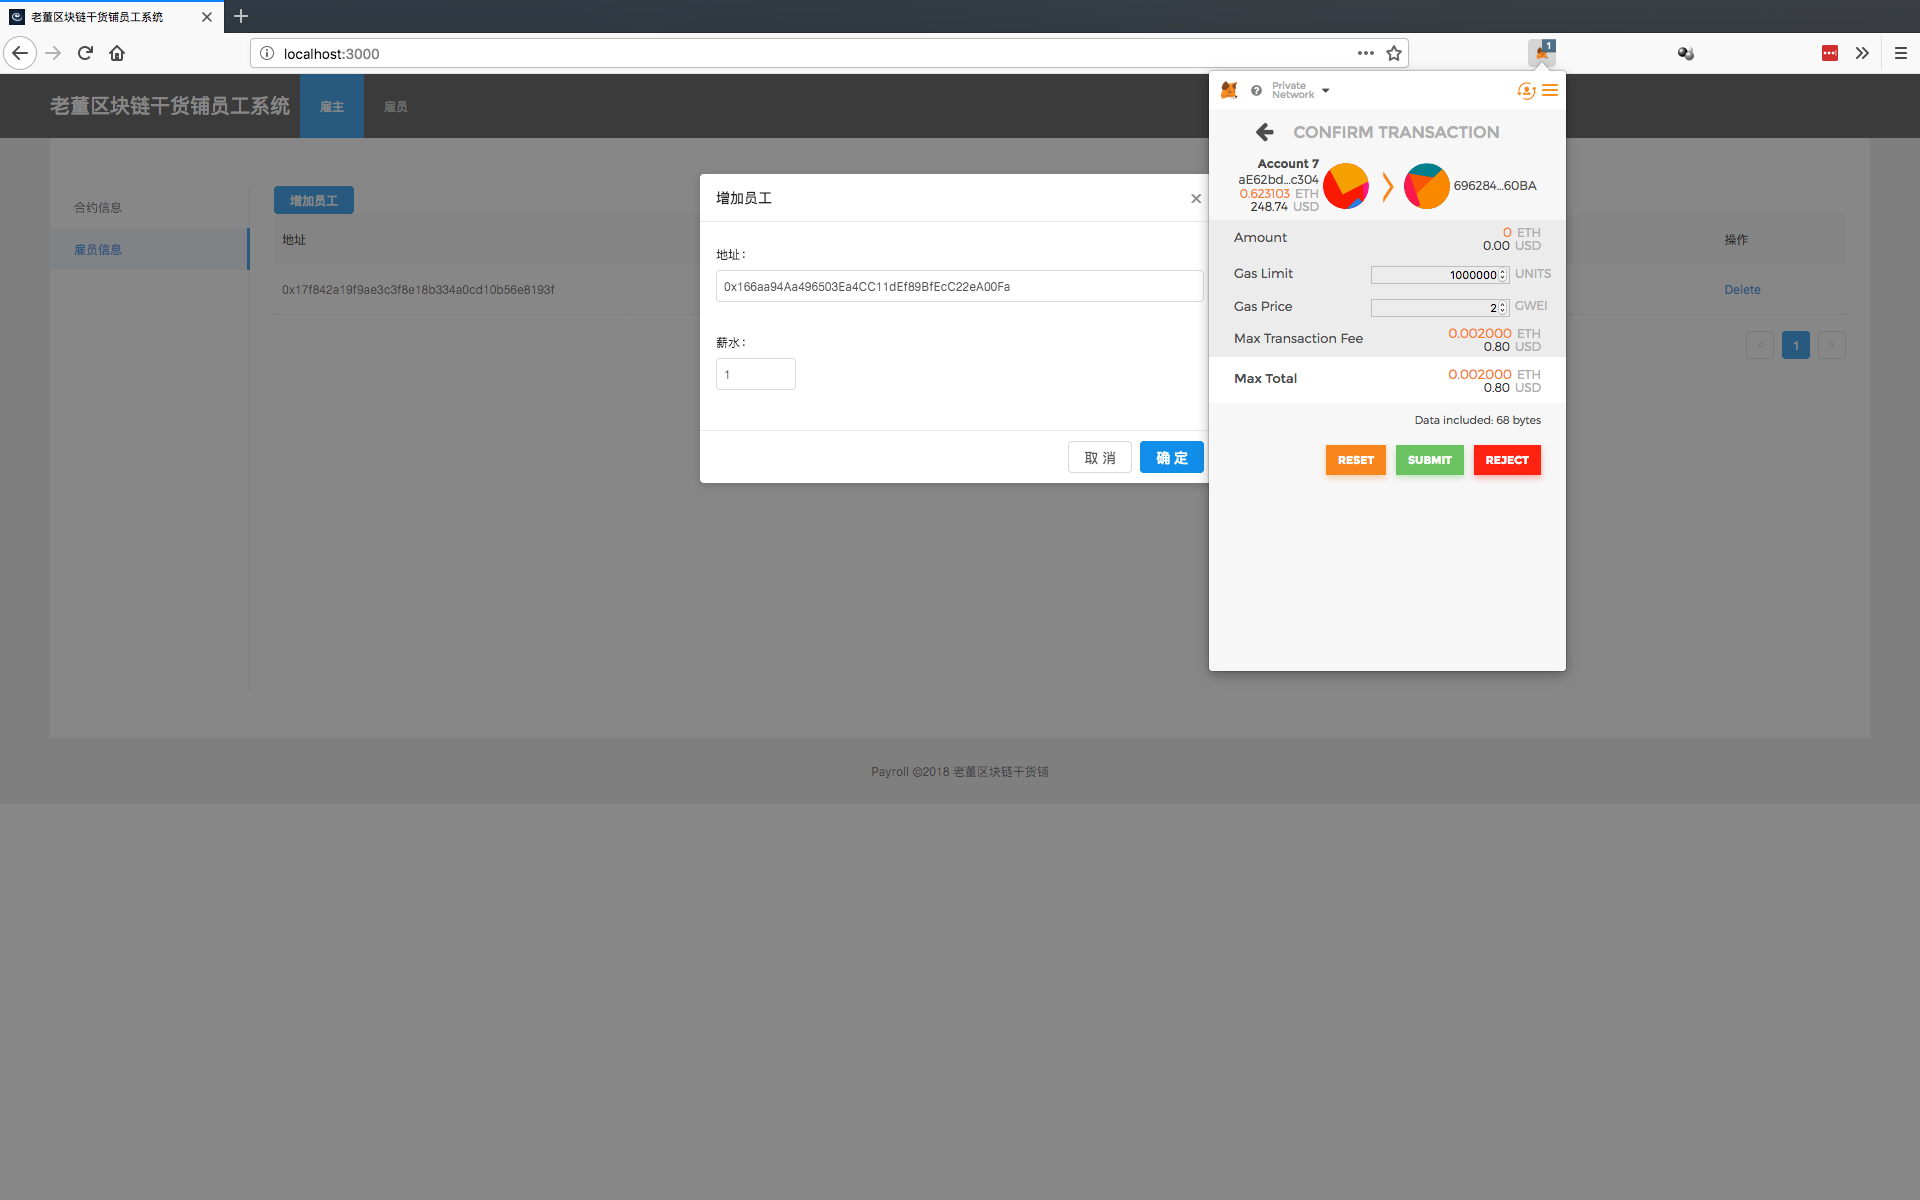 老董区块链干货铺员工系统
localhost:3000
1
老董区块链干货铺员工系统
雇主
雇员
合约信息
雇员信息
增加员工
地址
操作
0x17f842a19f9ae3c3f8e18b334a0cd10b56e8193f
Delete
<
1
>
增加员工
地址:
0x166aa94Aa496503Ea4CC11dEf89BfEcC22eA00Fa
薪水:
1
取 消
确 定
Private
Network
CONFIRM TRANSACTION
Account 7
aE62bd...c304
0.623103 ETH
248.74 USD
696284...60BA
Amount
0 ETH
0.00 USD
Gas Limit
1000000 UNITS
Gas Price
2 GWEI
Max Transaction Fee
0.002000 ETH
0.80 USD
Max Total
0.002000 ETH
0.80 USD
Data included: 68 bytes
RESET
SUBMIT
REJECT
Payroll ©2018 老董区块链干货铺